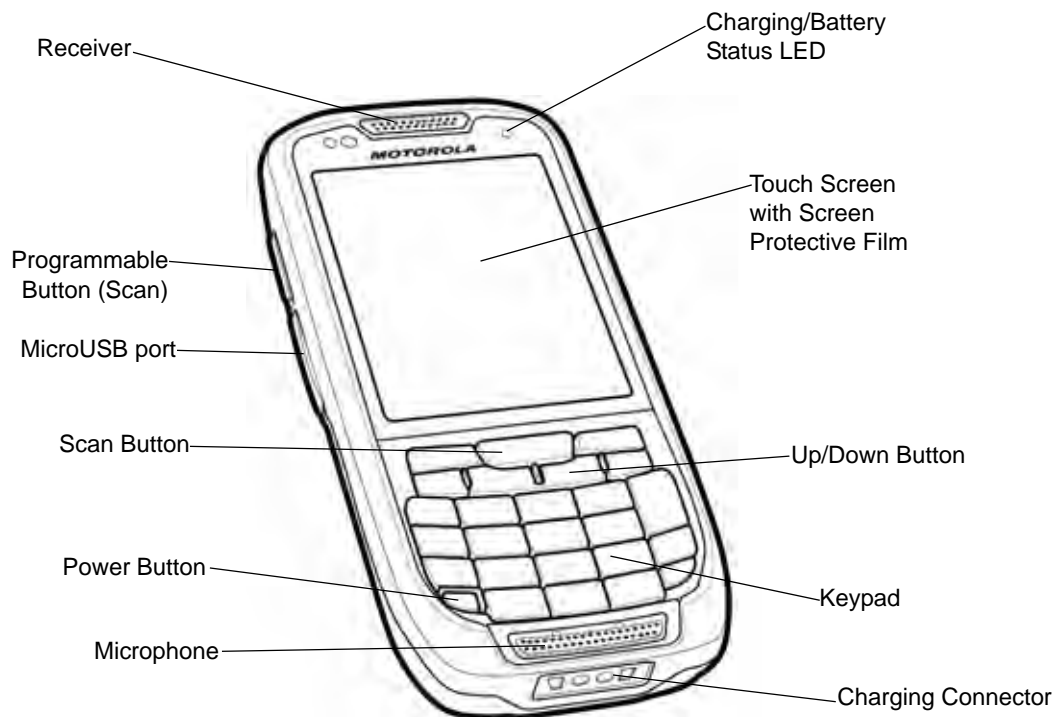 Receiver
Charging/Battery
Status LED
MOTOROLA
Touch Screen
with Screen
Protective Film
Programmable
Button (Scan)
MicroUSB port
Scan Button
Up/Down Button
Power Button
Keypad
Microphone
Charging Connector